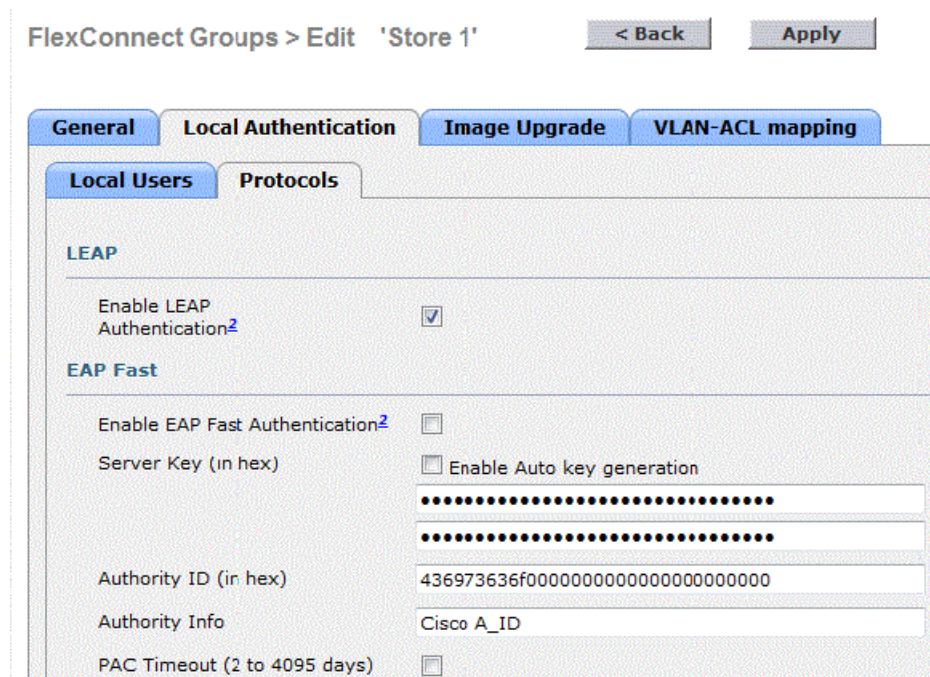 FlexConnect Groups > Edit 'Store 1'
< Back
Apply
General
Local Authentication
Image Upgrade
VLAN-ACL mapping
Local Users
Protocols
LEAP
Enable LEAP
Authentication2
EAP Fast
Enable EAP Fast Authentication2
Server Key (in hex)
Enable Auto key generation
••••••••••••••••••••••••••••••••
••••••••••••••••••••••••••••••••
Authority ID (in hex)
436973636f0000000000000000000000
Authority Info
Cisco A_ID
PAC Timeout (2 to 4095 days)